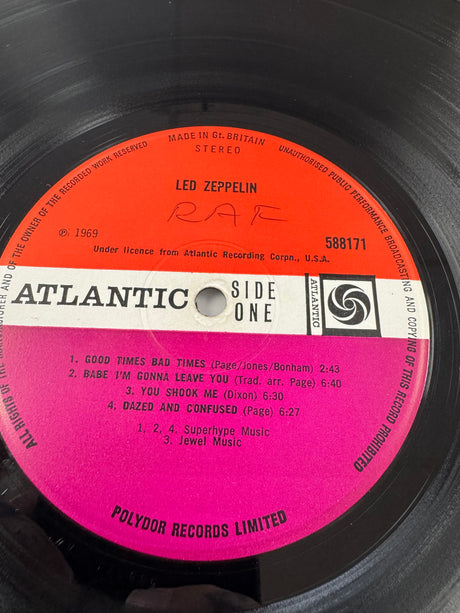 MADE IN Gt. BRITAIN
STEREO
LED ZEPPELIN
RAF
℗ 1969
588171
Under licence from Atlantic Recording Corpn., U.S.A.
ATLANTIC
SIDE
ONE
ATLANTIC
1. GOOD TIMES BAD TIMES (Page/Jones/Bonham) 2:43
2. BABE I'M GONNA LEAVE YOU (Trad. arr. Page) 6:40
3. YOU SHOOK ME (Dixon) 6:30
4. DAZED AND CONFUSED (Page) 6:27
1, 2, 4. Superhype Music
3. Jewel Music
POLYDOR RECORDS LIMITED
ALL RIGHTS OF THE MANUFACTURER AND OF THE OWNER OF THE RECORDED WORK RESERVED
UNAUTHORISED PUBLIC PERFORMANCE BROADCASTING AND COPYING OF THIS RECORD PROHIBITED